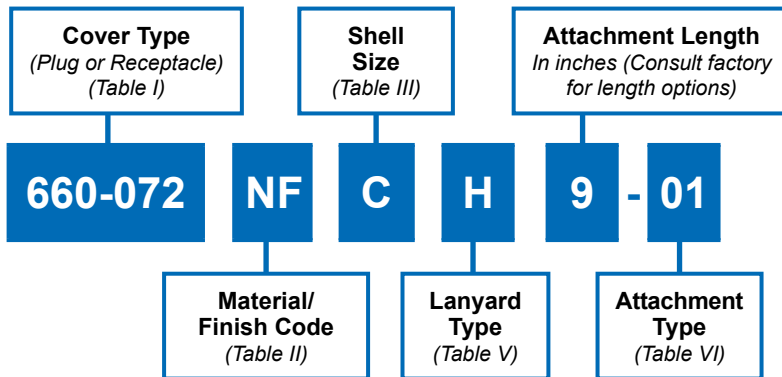 Cover Type
(Plug or Receptacle)
(Table I)
Shell
Size
(Table III)
Attachment Length
In inches (Consult factory
for length options)
660-072 NF C H 9 - 01
Material/
Finish Code
(Table II)
Lanyard
Type
(Table V)
Attachment
Type
(Table VI)